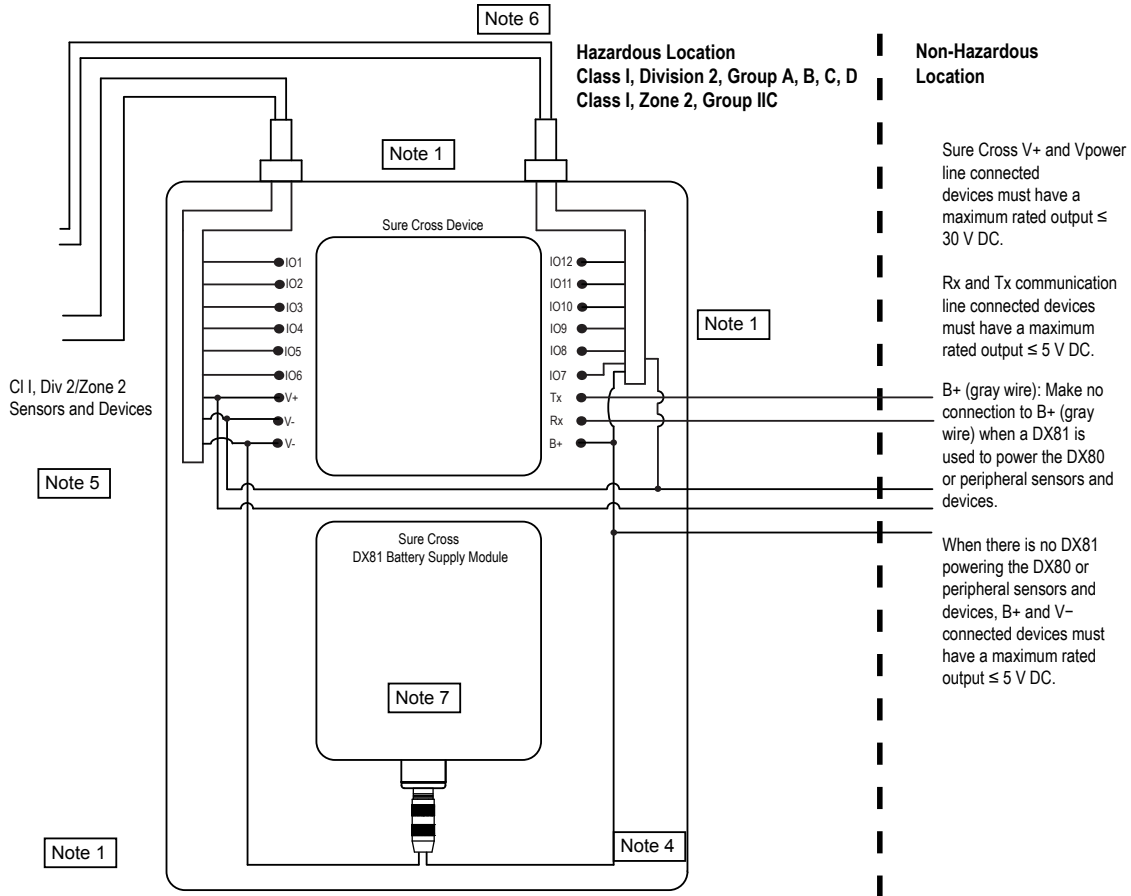 Note 6
Hazardous Location
Class I, Division 2, Group A, B, C, D
Class I, Zone 2, Group IIC
Non-Hazardous
Location
Note 1
Sure Cross Device
IO1
IO2
IO3
IO4
IO5
IO6
V+
V-
V-
IO12
IO11
IO10
IO9
IO8
IO7
Tx
Rx
B+
Note 1
Cl I, Div 2/Zone 2
Sensors and Devices
Note 5
Sure Cross
DX81 Battery Supply Module
Note 7
Note 1
Note 4
Sure Cross V+ and Vpower
line connected
devices must have a
maximum rated output ≤
30 V DC.
Rx and Tx communication
line connected devices
must have a maximum
rated output ≤ 5 V DC.
B+ (gray wire): Make no
connection to B+ (gray
wire) when a DX81 is
used to power the DX80
or peripheral sensors and
devices.
When there is no DX81
powering the DX80 or
peripheral sensors and
devices, B+ and V−
connected devices must
have a maximum rated
output ≤ 5 V DC.